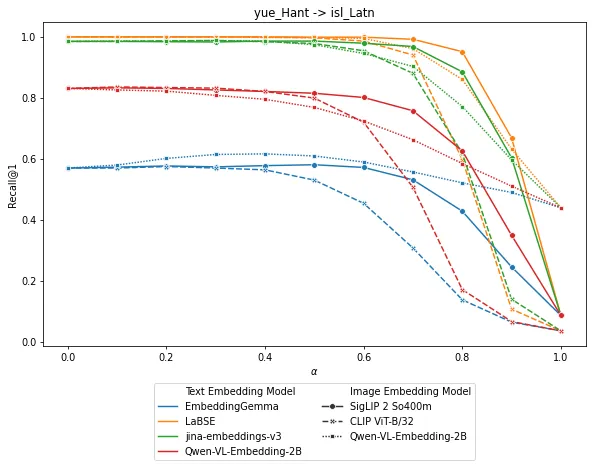 yue_Hant -> isl_Latn
Recall@1
1.0
0.8
0.6
0.4
0.2
0.0
0.0 0.2 0.4 0.6 0.8 1.0
α
Text Embedding Model
EmbeddingGemma
LaBSE
jina-embeddings-v3
Qwen-VL-Embedding-2B
Image Embedding Model
SigLIP 2 So400m
CLIP ViT-B/32
Qwen-VL-Embedding-2B